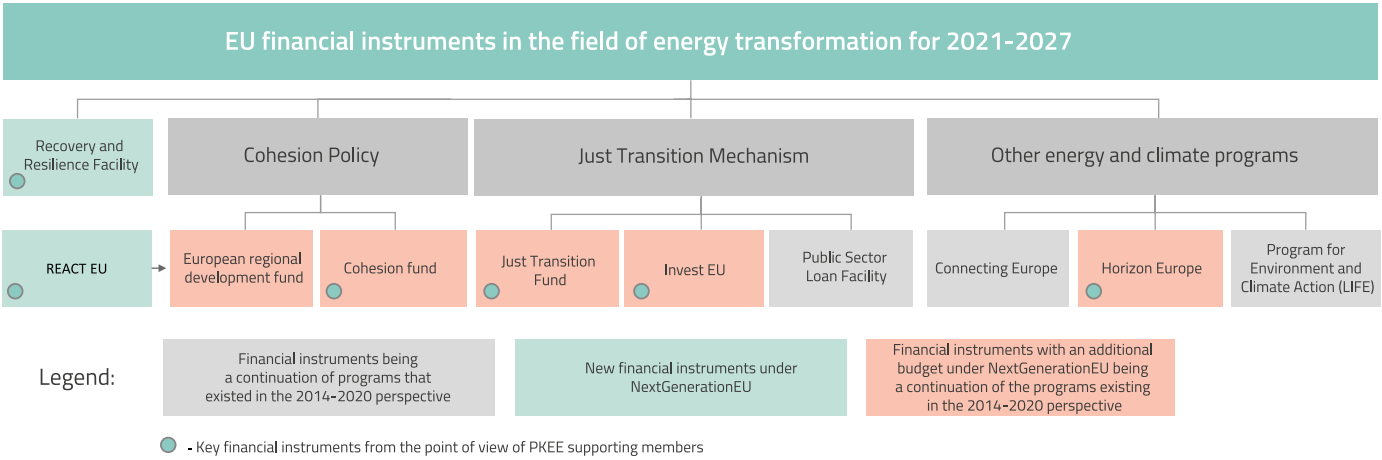 EU financial instruments in the field of energy transformation for 2021-2027
Recovery and
Resilience Facility
Cohesion Policy
Just Transition Mechanism
Other energy and climate programs
REACT EU
European regional
development fund
Cohesion fund
Just Transition
Fund
Invest EU
Public Sector
Loan Facility
Connecting Europe
Horizon Europe
Program for
Environment and
Climate Action (LIFE)
Legend:
Financial instruments being
a continuation of programs that
existed in the 2014-2020 perspective
New financial instruments under
NextGenerationEU
Financial instruments with an additional
budget under NextGenerationEU being
a continuation of the programs existing
in the 2014-2020 perspective
- Key financial instruments from the point of view of PKEE supporting members